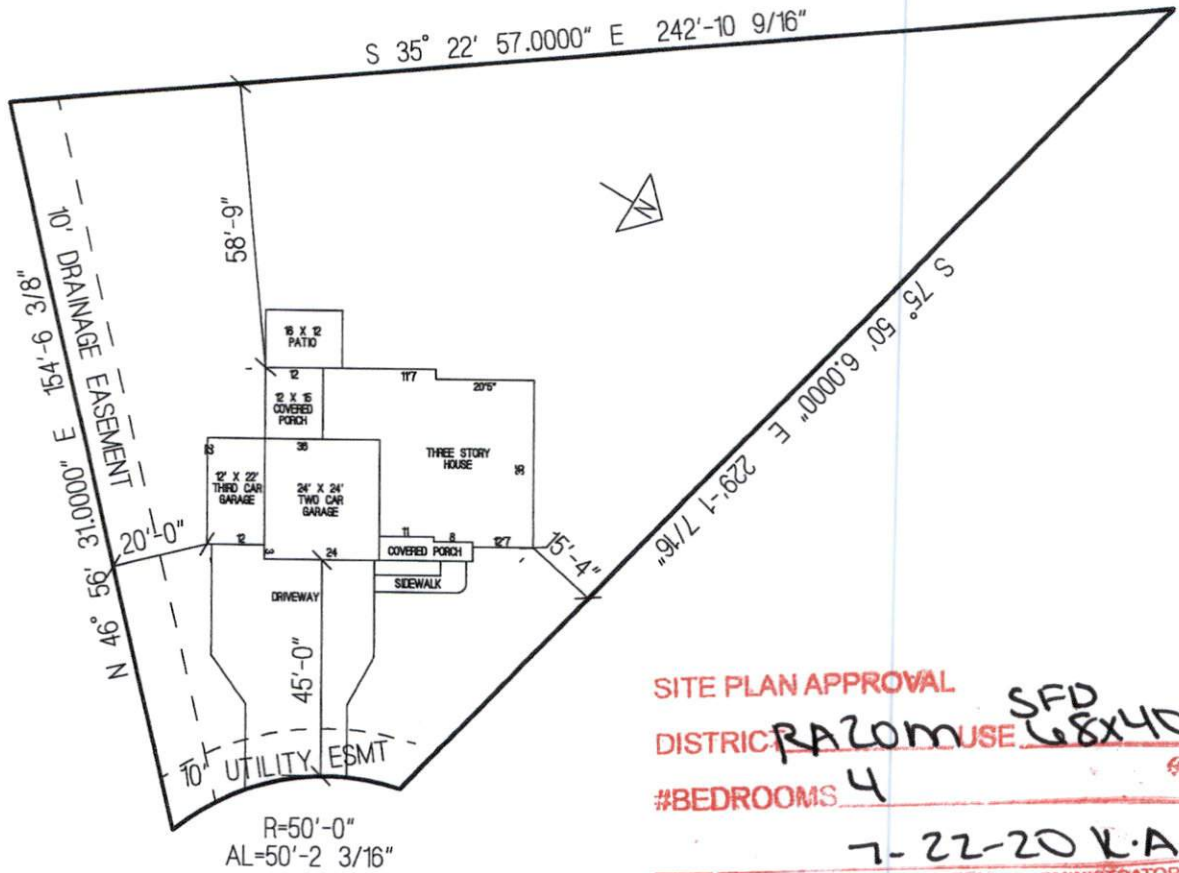 S 35° 22' 57.0000" E 242'-10 9/16"
58'-9"
10' DRAINAGE EASEMENT
N 46° 56' 31.0000" E 154'-6 3/8"
S 75° 50' 6.0000" E 229'-1 7/16"
N
16 X 12
PATIO
12
11'7
20'5"
12 X 15
COVERED
PORCH
THREE STORY
HOUSE
36
12' X 22'
THIRD CAR
GARAGE
24' X 24'
TWO CAR
GARAGE
20'-0"
12
3
24
11
8
12'7
COVERED PORCH
15'-4"
SIDEWALK
DRIVEWAY
45'-0"
10' UTILITY ESMT
R=50'-0"
AL=50'-2 3/16"
SITE PLAN APPROVAL
DISTRICT RA20M USE SFD 68X40
#BEDROOMS 4
7-22-20 K.A